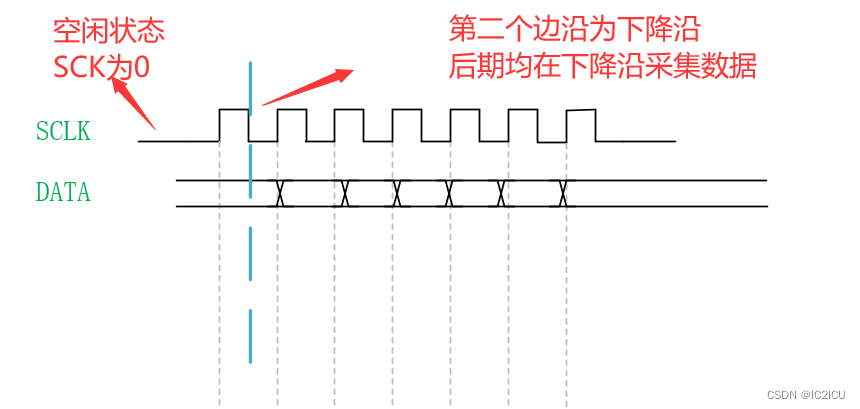 空闲状态
SCK为0
第二个边沿为下降沿
后期均在下降沿采集数据
SCLK
DATA
CSDN @IC2ICU